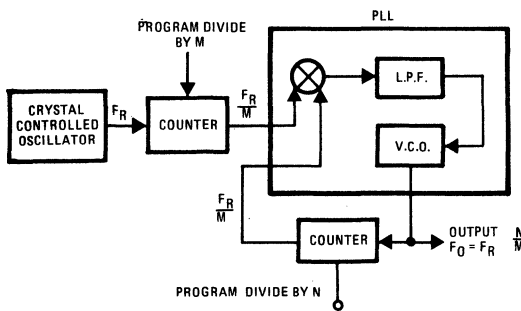 PLL
PROGRAM DIVIDE
BY M
L.P.F.
CRYSTAL
CONTROLLED
OSCILLATOR
F_R
COUNTER
F_R
M
V.C.O.
F_R
M
COUNTER
OUTPUT
F_O = F_R N
M
PROGRAM DIVIDE BY N